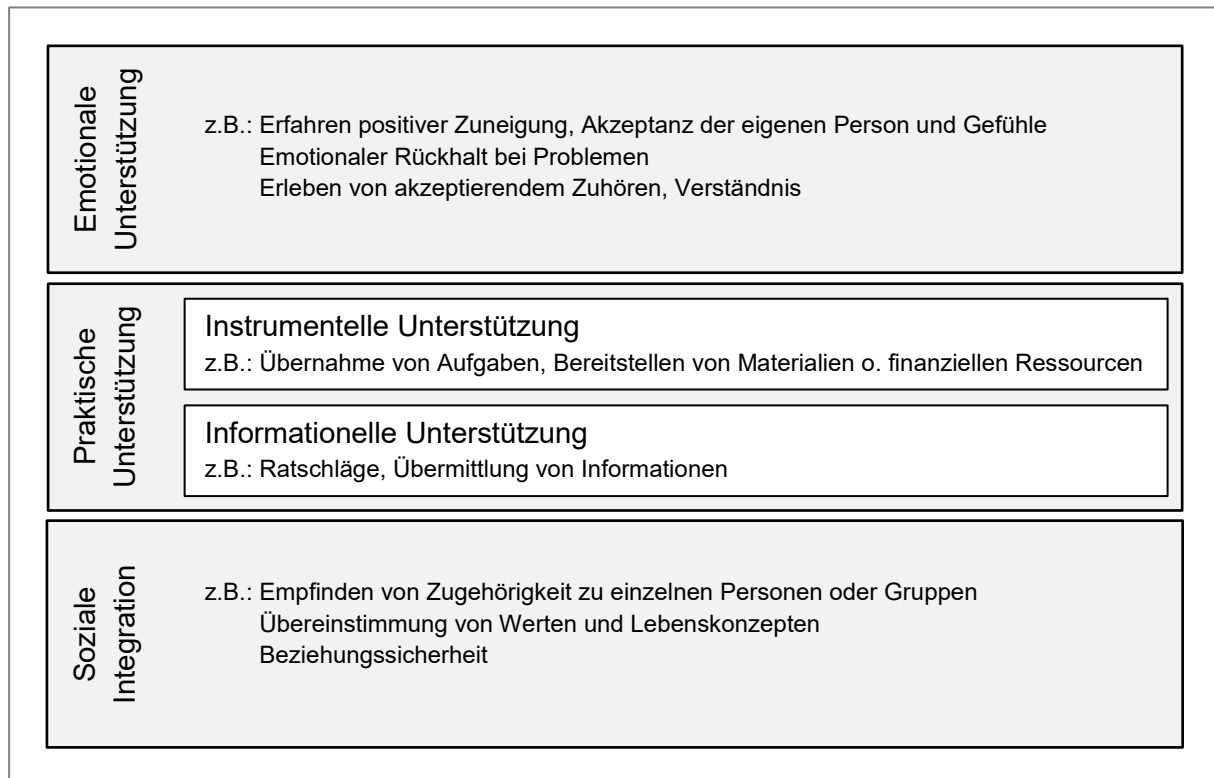 Emotionale
Unterstützung
z.B.: Erfahren positiver Zuneigung, Akzeptanz der eigenen Person und Gefühle
Emotionaler Rückhalt bei Problemen
Erleben von akzeptierendem Zuhören, Verständnis
Praktische
Unterstützung
Instrumentelle Unterstützung
z.B.: Übernahme von Aufgaben, Bereitstellen von Materialien o. finanziellen Ressourcen
Informationelle Unterstützung
z.B.: Ratschläge, Übermittlung von Informationen
Soziale
Integration
z.B.: Empfinden von Zugehörigkeit zu einzelnen Personen oder Gruppen
Übereinstimmung von Werten und Lebenskonzepten
Beziehungssicherheit